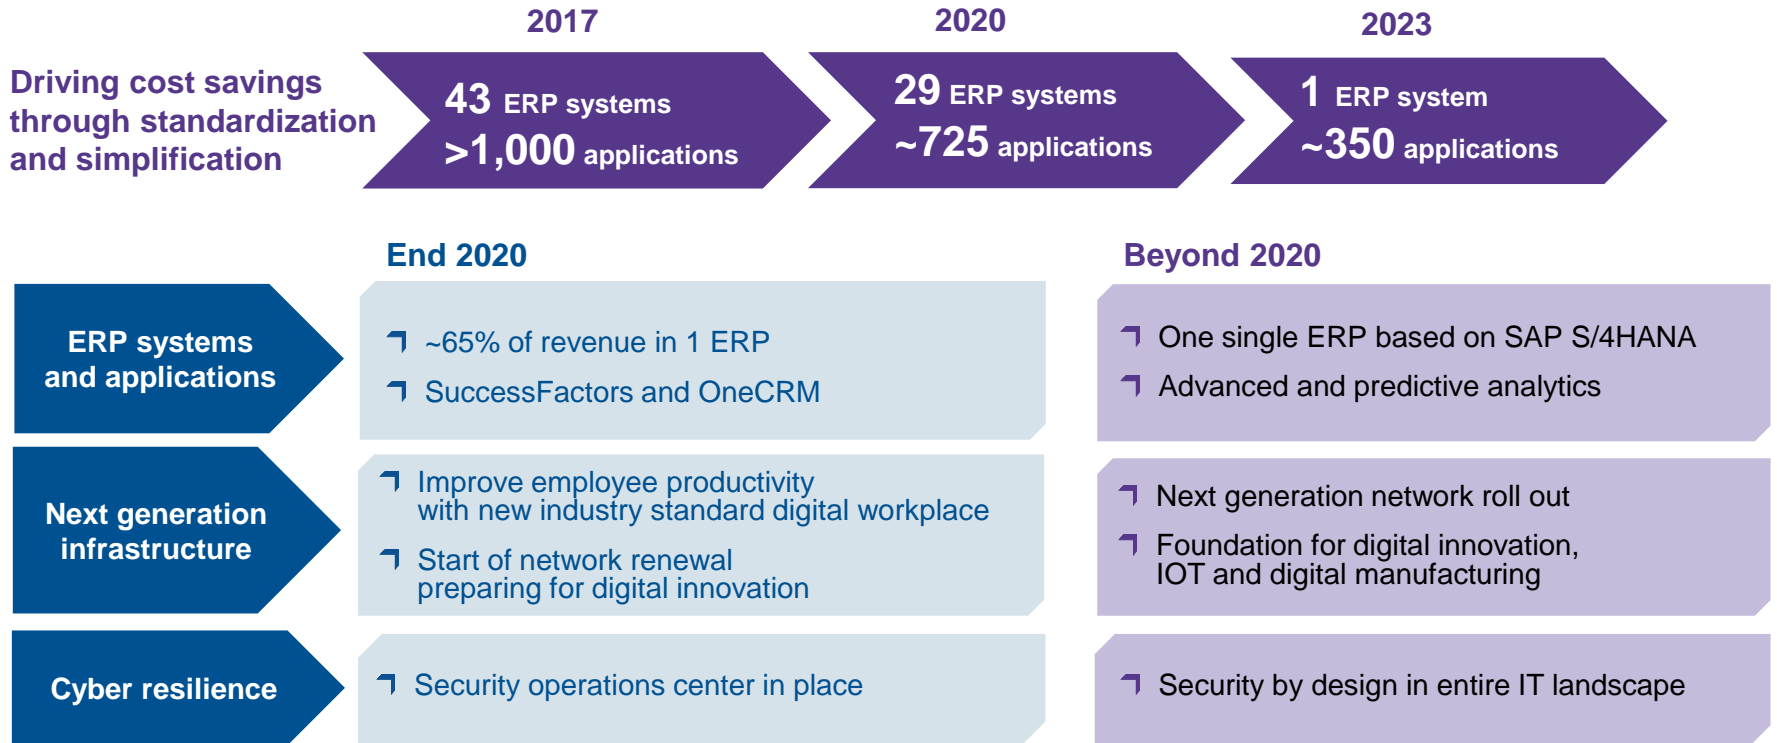 2017
2020
2023
Driving cost savings
through standardization
and simplification
43 ERP systems
>1,000 applications
29 ERP systems
~725 applications
1 ERP system
~350 applications
End 2020
Beyond 2020
ERP systems
and applications
~65% of revenue in 1 ERP
SuccessFactors and OneCRM
One single ERP based on SAP S/4HANA
Advanced and predictive analytics
Next generation
infrastructure
Improve employee productivity
with new industry standard digital workplace
Start of network renewal
preparing for digital innovation
Next generation network roll out
Foundation for digital innovation,
IOT and digital manufacturing
Cyber resilience
Security operations center in place
Security by design in entire IT landscape